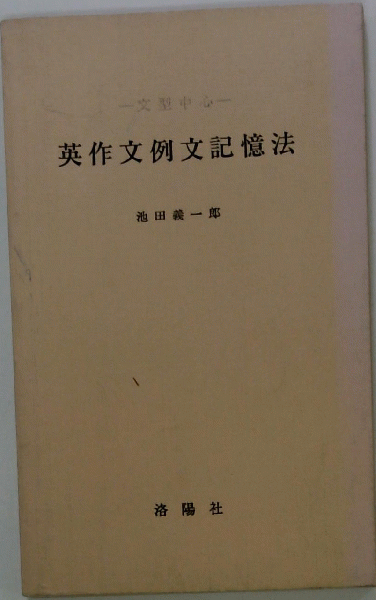 ―文型中心―
英作文例文記憶法
池田義一郎
洛陽社